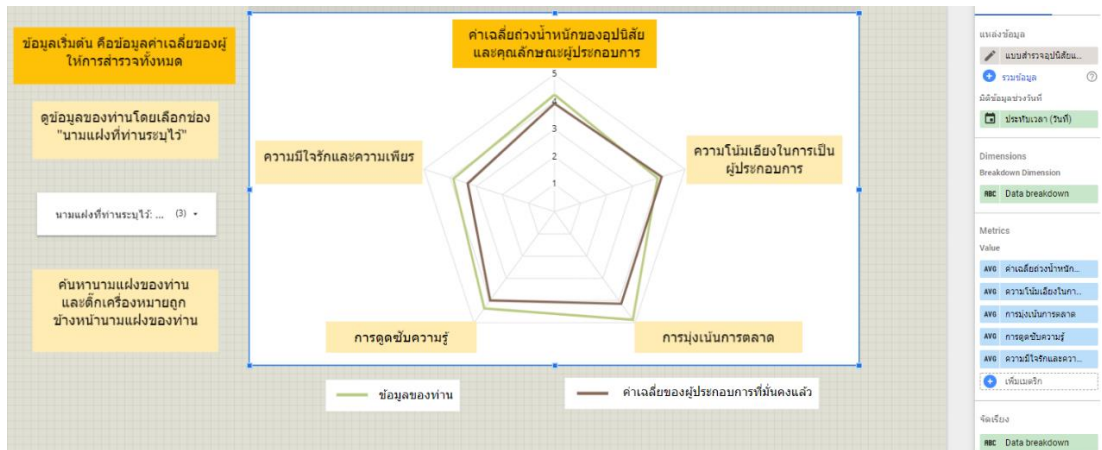 ข้อมูลเริ่มต้น คือข้อมูลค่าเฉลี่ยของผู้
ให้การสำรวจทั้งหมด
ดูข้อมูลของท่านโดยเลือกช่อง
"นามแฝงที่ท่านระบุไว้"
นามแฝงที่ท่านระบุไว้: ... (3)
ค้นหานามแฝงของท่าน
และติ๊กเครื่องหมายถูก
ข้างหน้านามแฝงของท่าน
ค่าเฉลี่ยถ่วงน้ำหนักของอุปนิสัย
และคุณลักษณะผู้ประกอบการ
5
4
3
2
1
ความมีใจรักและความเพียร
ความโน้มเอียงในการเป็น
ผู้ประกอบการ
การดูดซับความรู้
การมุ่งเน้นการตลาด
ข้อมูลของท่าน
ค่าเฉลี่ยของผู้ประกอบการที่มั่นคงแล้ว
แหล่งข้อมูล
แบบสำรวจอุปนิสัยแ...
รวมข้อมูล
มิติข้อมูลช่วงวันที่
ประทับเวลา (วันที่)
Dimensions
Breakdown Dimension
ABC Data breakdown
Metrics
Value
AVG ค่าเฉลี่ยถ่วงน้ำหนัก...
AVG ความโน้มเอียงในกา...
AVG การมุ่งเน้นการตลาด
AVG การดูดซับความรู้
AVG ความมีใจรักและควา...
เพิ่มเมตริก
จัดเรียง
ABC Data breakdown